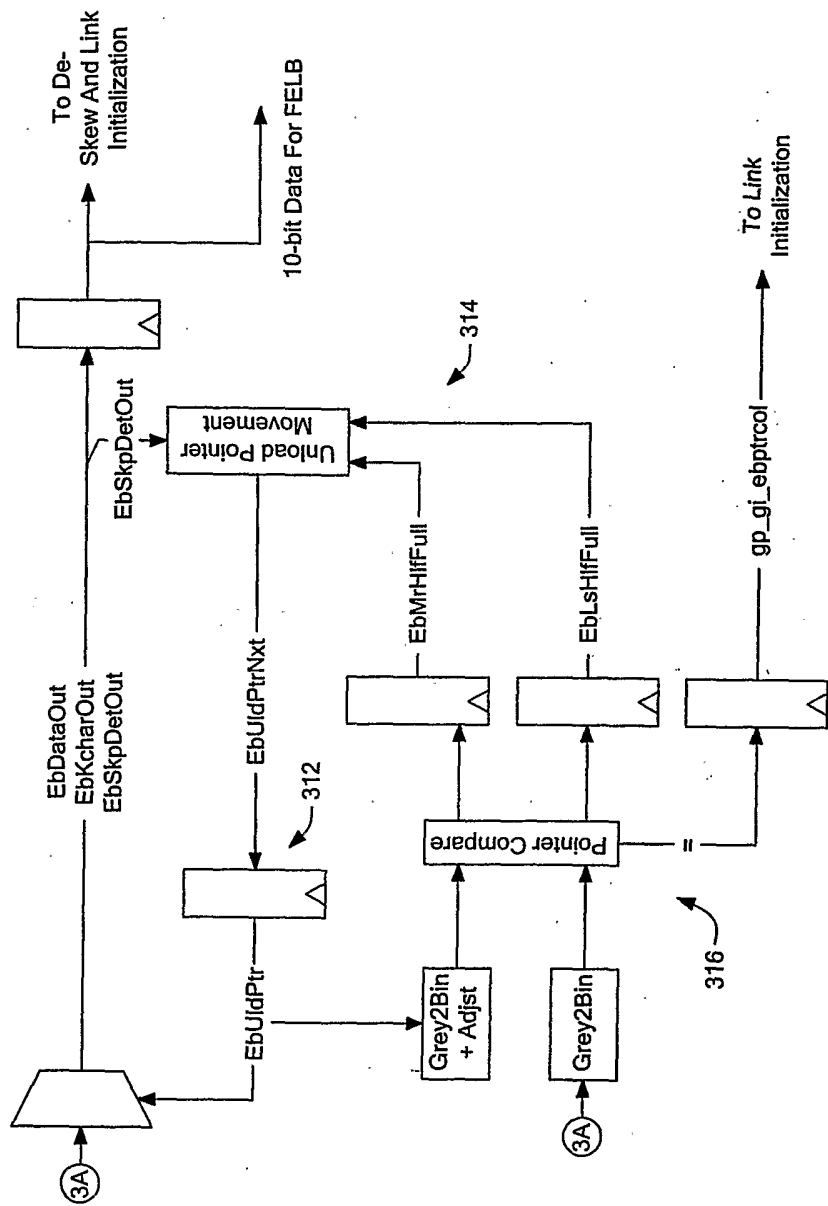 To De-
Skew And Link
Initialization
10-bit Data For FELB
EbDataOut
EbKcharOut
EbSkpDetOut
EbSkpDetOut
Unload Pointer
Movement
314
EbUldPtrNxt
312
EbMrHlfFull
EbLsHlfFull
gp_gi_ebptrcol
To Link
Initialization
EbUldPtr
Pointer Compare
=
316
Grey2Bin
+ Adjst
Grey2Bin
3A
3A